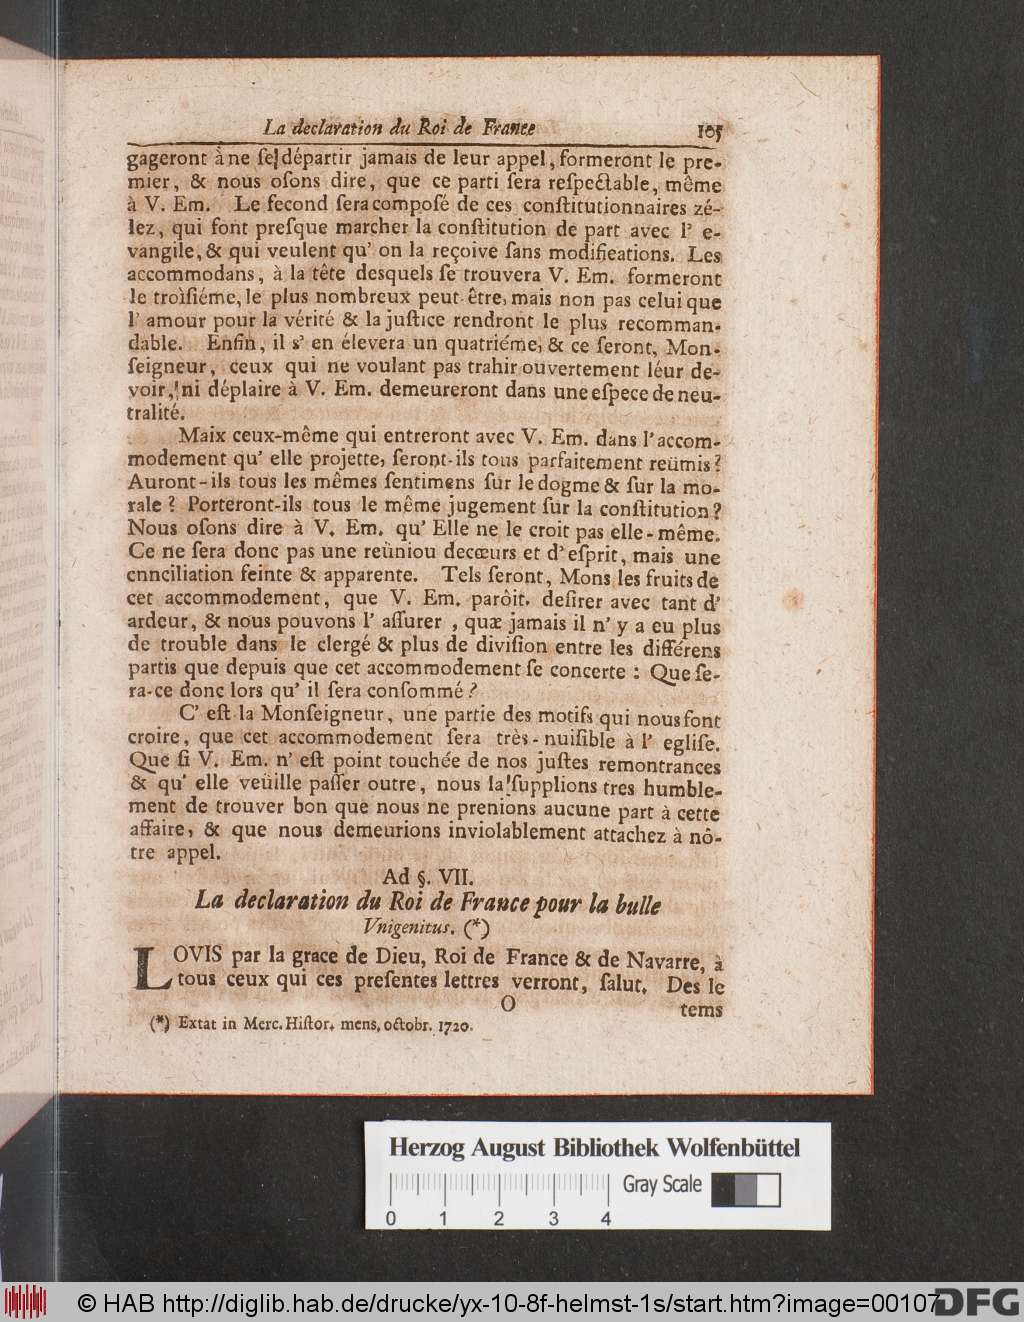 La declaration du Roi de France 105
gageront à ne ſe départir jamais de leur appel, formeront le pre-
mier, & nous oſons dire, que ce parti ſera reſpectable, même
à V. Em. Le ſecond ſera compoſé de ces conſtitutionnaires zé-
lez, qui font preſque marcher la conſtitution de part avec l' e-
vangile, & qui veulent qu' on la reçoive ſans modifieations. Les
accommodans, à la tête desquels ſe trouvera V. Em. formeront
le troìſiéme, le plus nombreux peut être, mais non pas celui que
l' amour pour la vérité & la juſtice rendront le plus recomman-
dable. Enfin, il s' en élevera un quatriéme, & ce ſeront, Mon-
ſeigneur, ceux qui ne voulant pas trahir ouvertement léur de-
voir, ni déplaire à V. Em. demeureront dans une eſpece de neu-
tralité.
Maix ceux-même qui entreront avec V. Em. dans l' accom-
modement qu' elle projette, ſeront-ils tous parfaitement reümis?
Auront-ils tous les mêmes ſentimens ſur le dogme & ſur la mo-
rale? Porteront-ils tous le même jugement ſur la conſtitution?
Nous oſons dire à V. Em. qu' Elle ne le croit pas elle-même.
Ce ne ſera donc pas une reüniou decœurs et d' eſprit, mais une
cnnciliation feinte & apparente. Tels ſeront, Mons les fruits de
cet accommodement, que V. Em. parôit. deſirer avec tant d'
ardeur, & nous pouvons l' aſſurer, quæ jamais il n' y a eu plus
de trouble dans le clergé & plus de diviſion entre les différens
partis que depuis que cet accommodement ſe concerte: Que ſe-
ra-ce donc lors qu' il ſera conſommé?
C' eſt la Monſeigneur, une partie des motifs qui nous font
croire, que cet accommodement ſera très-nuiſible à l' egliſe.
Que ſi V. Em. n' eſt point touchée de nos juſtes remontrances
& qu' elle veüille paſſer outre, nous la ſupplions tres humble-
ment de trouver bon que nous ne prenions aucune part à cette
affaire, & que nous demeurions inviolablement attachez à nô-
tre appel.
Ad §. VII.
La declaration du Roi de France pour la bulle
Vnigenitus. (*)
LOVIS par la grace de Dieu, Roi de France & de Navarre, à
tous ceux qui ces preſentes lettres verront, ſalut. Des le
O tems
(*) Extat in Merc. Hiſtor. mens, octobr. 1720.
Herzog August Bibliothek Wolfenbüttel
Gray Scale
0 1 2 3 4
© HAB http://diglib.hab.de/drucke/yx-10-8f-helmst-1s/start.htm?image=00107
DFG